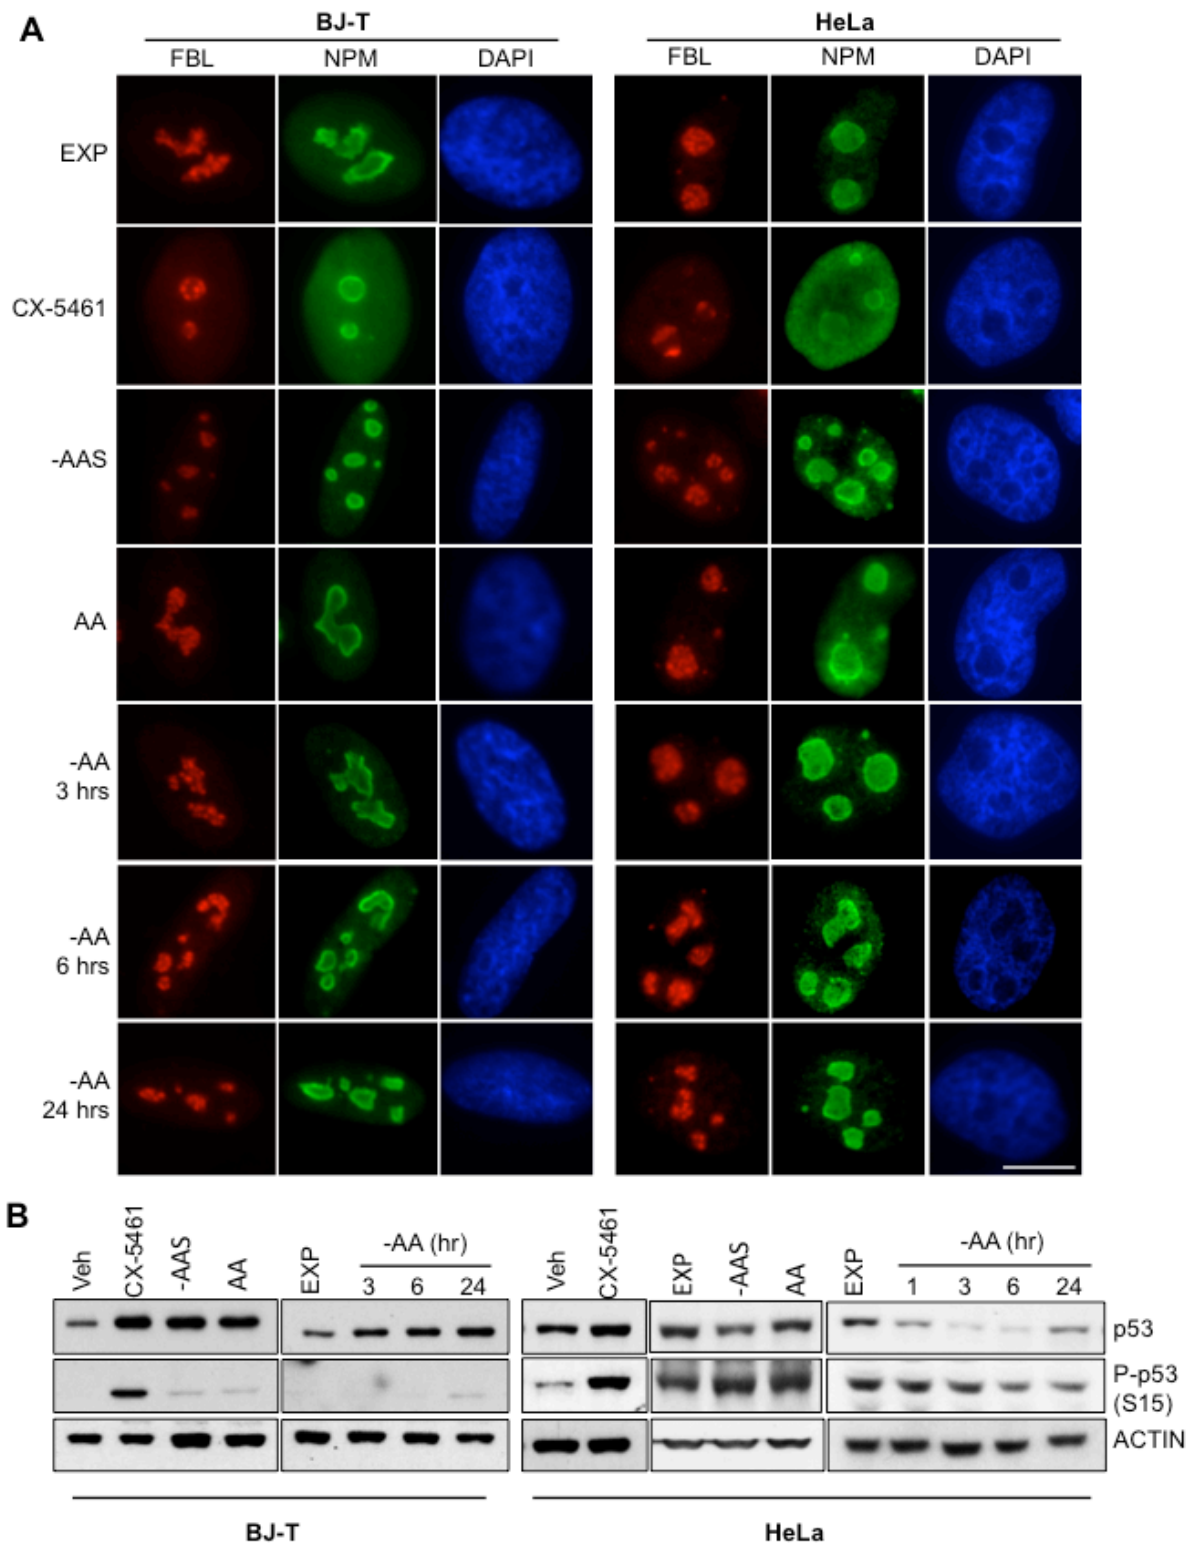 A
BJ-T
HeLa
FBL NPM DAPI FBL NPM DAPI
EXP
CX-5461
-AAS
AA
-AA
3 hrs
-AA
6 hrs
-AA
24 hrs
B
Veh CX-5461 -AAS AA EXP -AA (hr) Veh CX-5461 EXP -AAS AA EXP -AA (hr)
3 6 24 1 3 6 24
p53
P-p53
(S15)
ACTIN
BJ-T HeLa